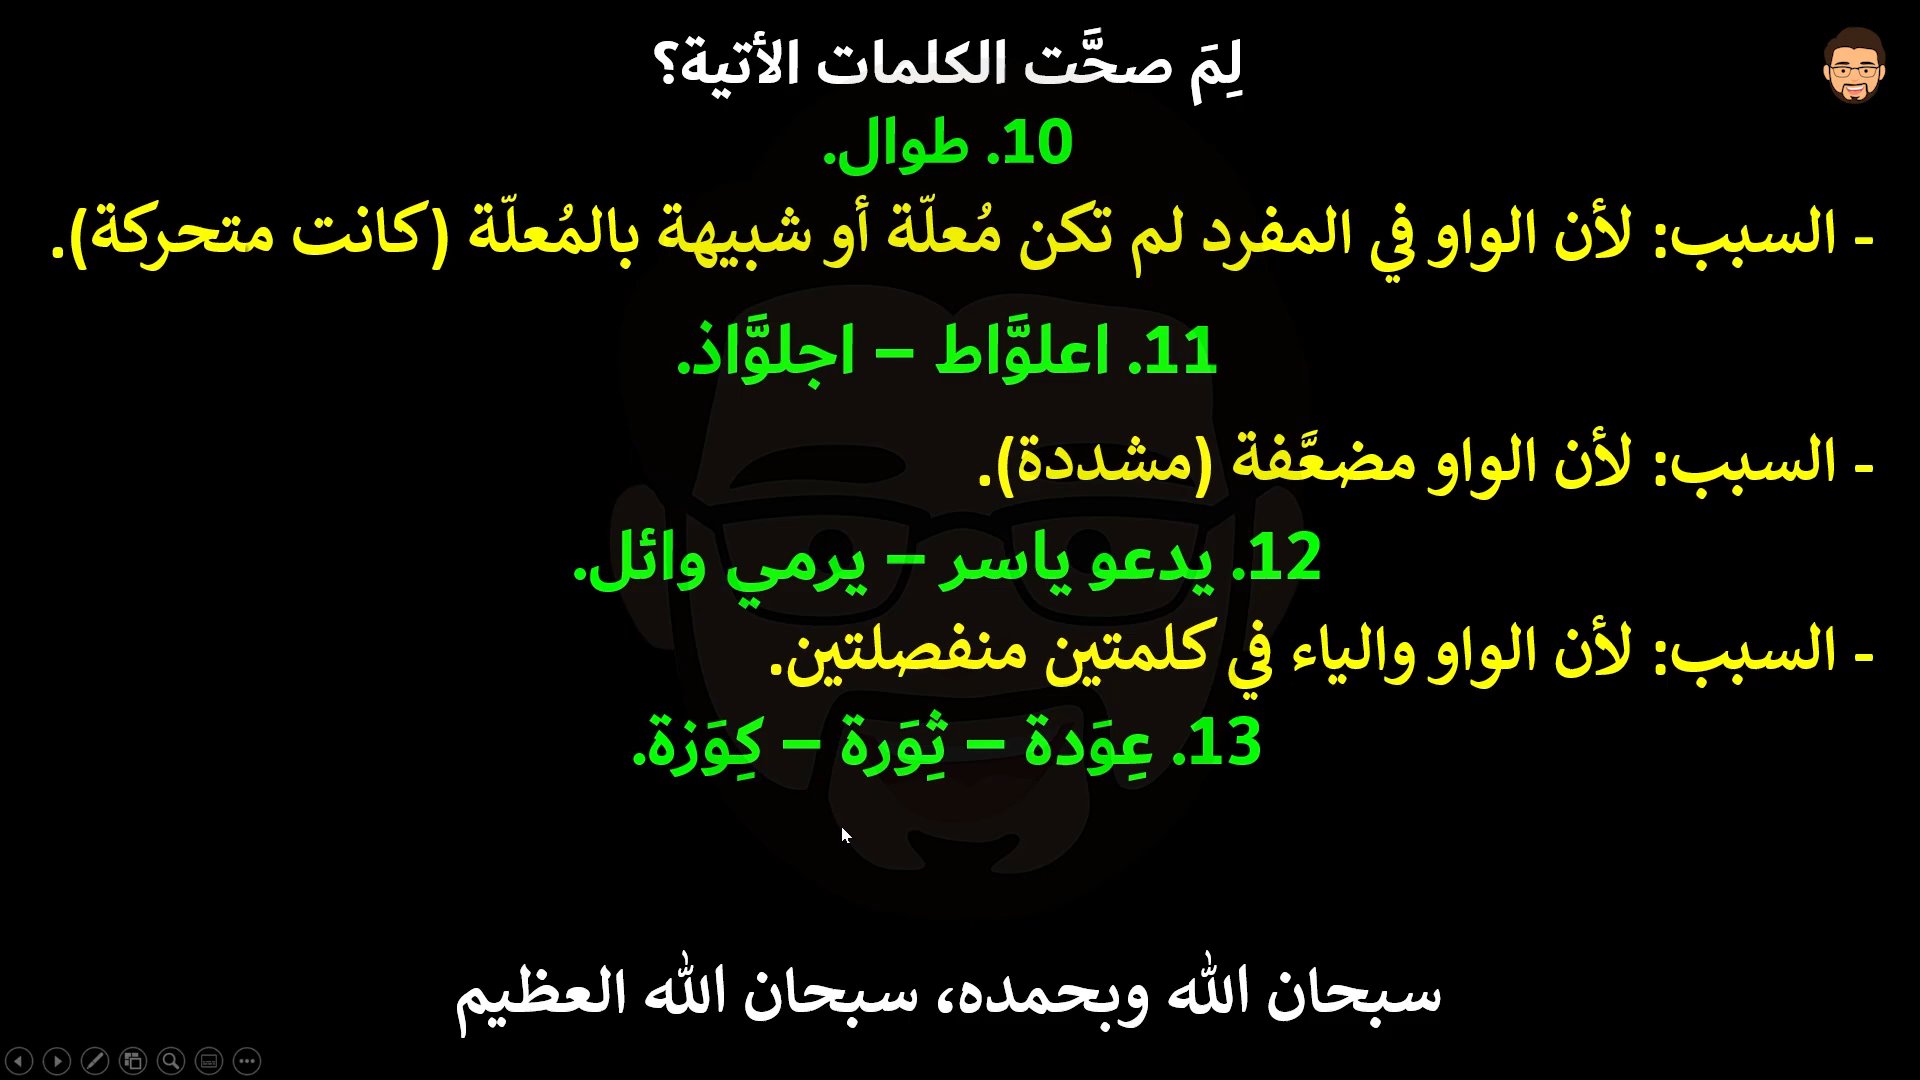 لِمَ صحَّت الكلمات الأتية؟
10. طوال.
- السبب: لأن الواو في المفرد لم تكن مُعلّة أو شبيهة بالمُعلّة (كانت متحركة).
11. اعلوَّاط – اجلوَّاذ.
- السبب: لأن الواو مضعَّفة (مشددة).
12. يدعو ياسر – يرمي وائل.
- السبب: لأن الواو والياء في كلمتين منفصلتين.
13. عِوَدة – ثِوَرة – كِوَزة.
سبحان الله وبحمده، سبحان الله العظيم